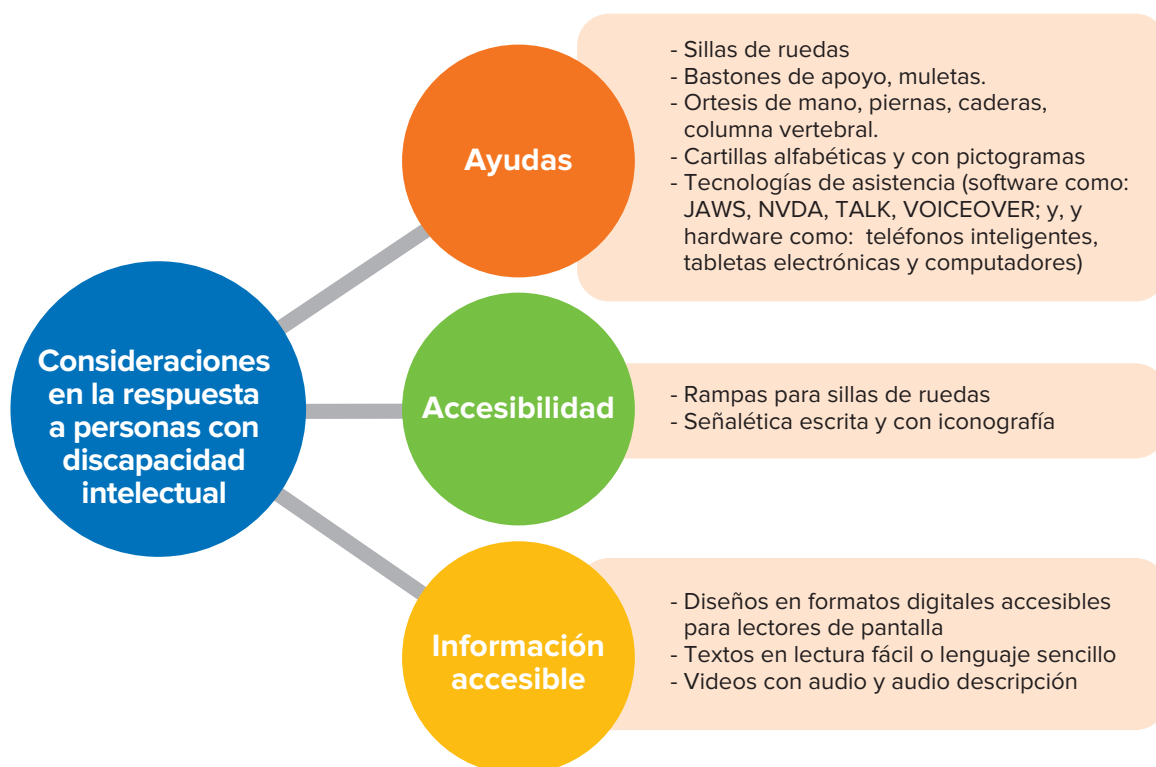 Consideraciones
en la respuesta
a personas con
discapacidad
intelectual
Ayudas
- Sillas de ruedas
- Bastones de apoyo, muletas.
- Ortesis de mano, piernas, caderas,
columna vertebral.
- Cartillas alfabéticas y con pictogramas
- Tecnologías de asistencia (software como:
JAWS, NVDA, TALK, VOICEOVER; y, y
hardware como: teléfonos inteligentes,
tabletas electrónicas y computadores)
Accesibilidad
- Rampas para sillas de ruedas
- Señalética escrita y con iconografía
Información
accesible
- Diseños en formatos digitales accesibles
para lectores de pantalla
- Textos en lectura fácil o lenguaje sencillo
- Videos con audio y audio descripción